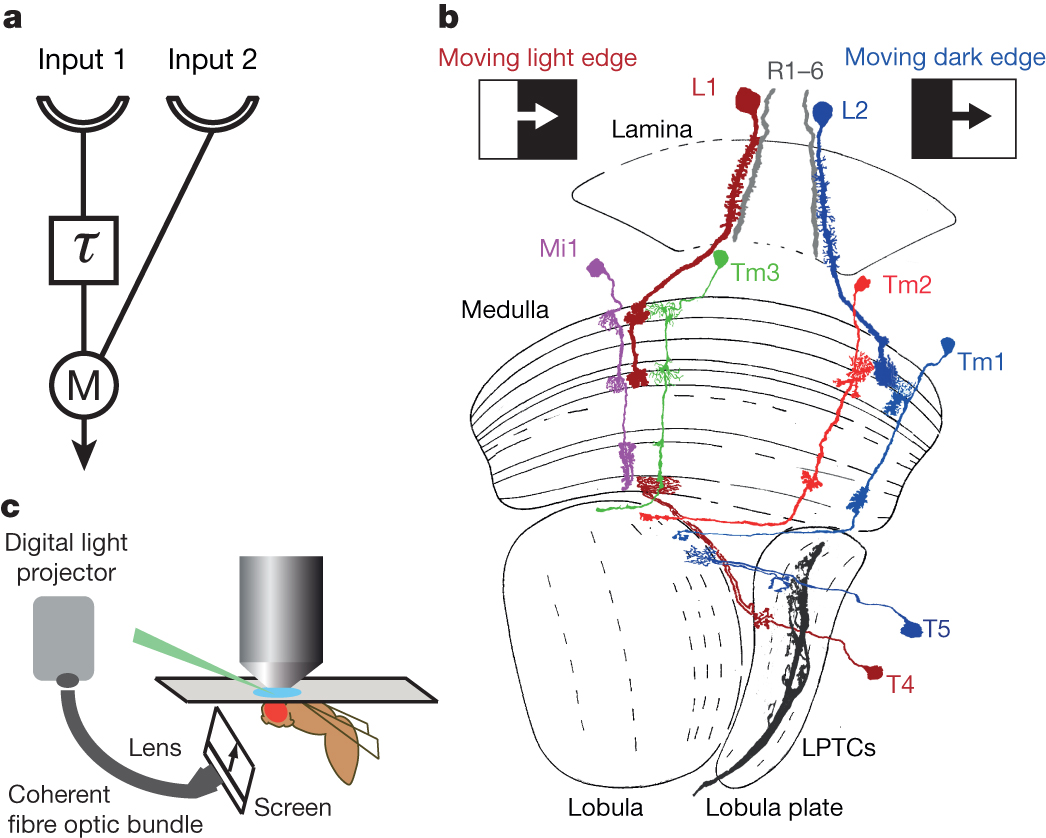 a
Input 1
Input 2
τ
M
b
Moving light edge
R1–6
Moving dark edge
L1
L2
Lamina
Mi1
Tm3
Tm2
Medulla
Tm1
T5
T4
LPTCs
Lobula
Lobula plate
c
Digital light
projector
Lens
Coherent
fibre optic bundle
Screen